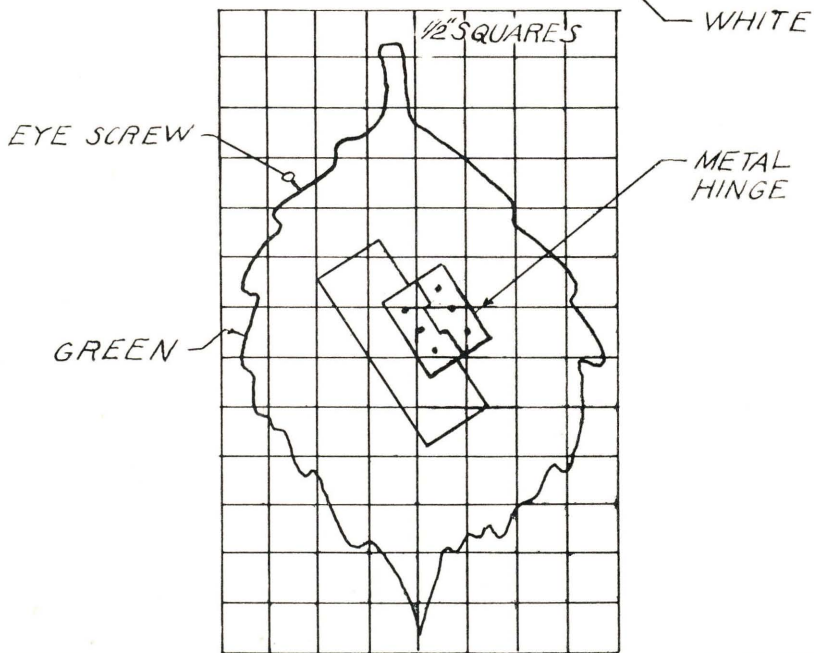 ½" SQUARES
WHITE
EYE SCREW
METAL
HINGE
GREEN